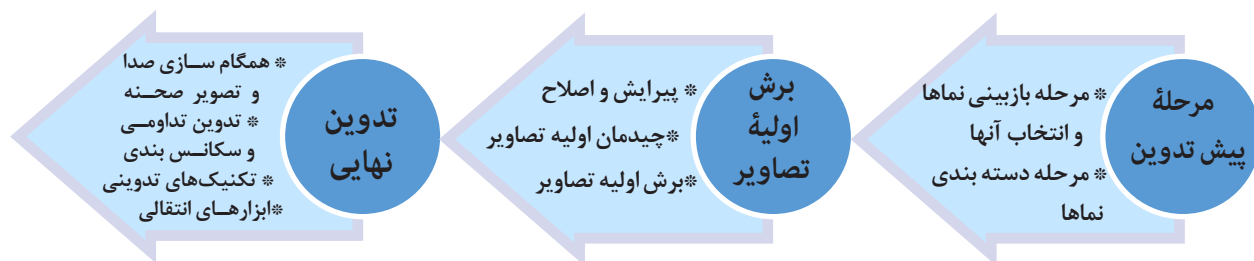 مرحلهٔ
پیش تدوین
* مرحله بازبینی نماها
و انتخاب آنها
* مرحله دسته بندی
نماها
برش
اولیهٔ
تصاویر
* پیرایش و اصلاح
*چیدمان اولیه تصاویر
*برش اولیه تصاویر
تدوین
نهایی
* همگام سازی صدا
و تصویر صحنه
* تدوین تداومی
و سکانس بندی
* تکنیک‌های تدوینی
*ابزارهای انتقالی